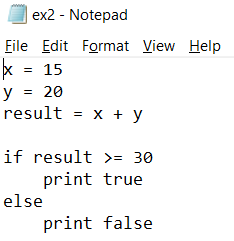 ex2 - Notepad
File Edit Format View Help
x = 15
y = 20
result = x + y

if result >= 30
    print true
else
    print false